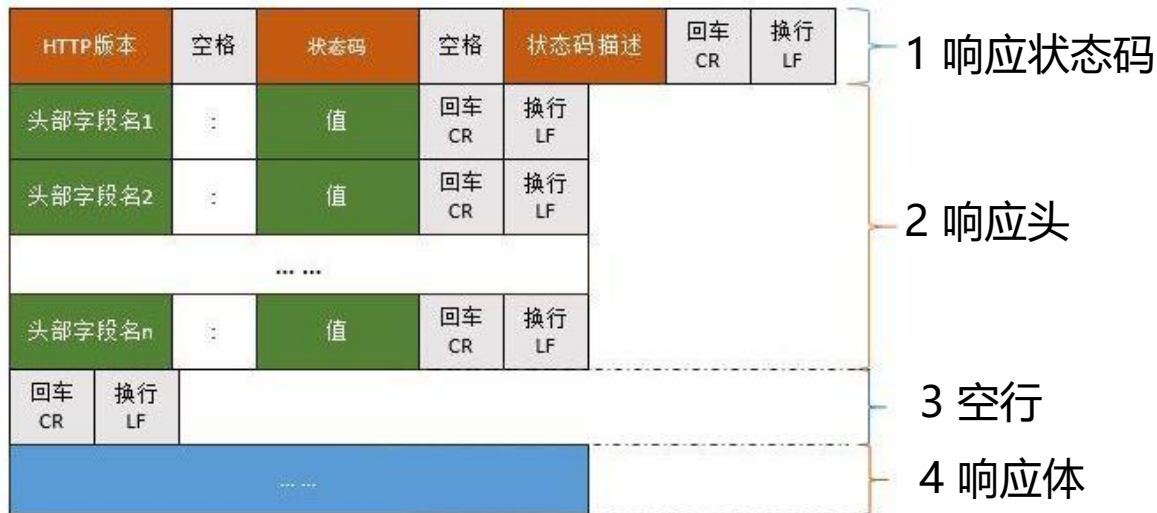 HTTP版本 空格 状态码 空格 状态码描述 回车 CR 换行 LF 1 响应状态码
头部字段名1 : 值 回车 CR 换行 LF
头部字段名2 : 值 回车 CR 换行 LF
2 响应头
... ...
头部字段名n : 值 回车 CR 换行 LF
回车 CR 换行 LF 3 空行
... ... 4 响应体